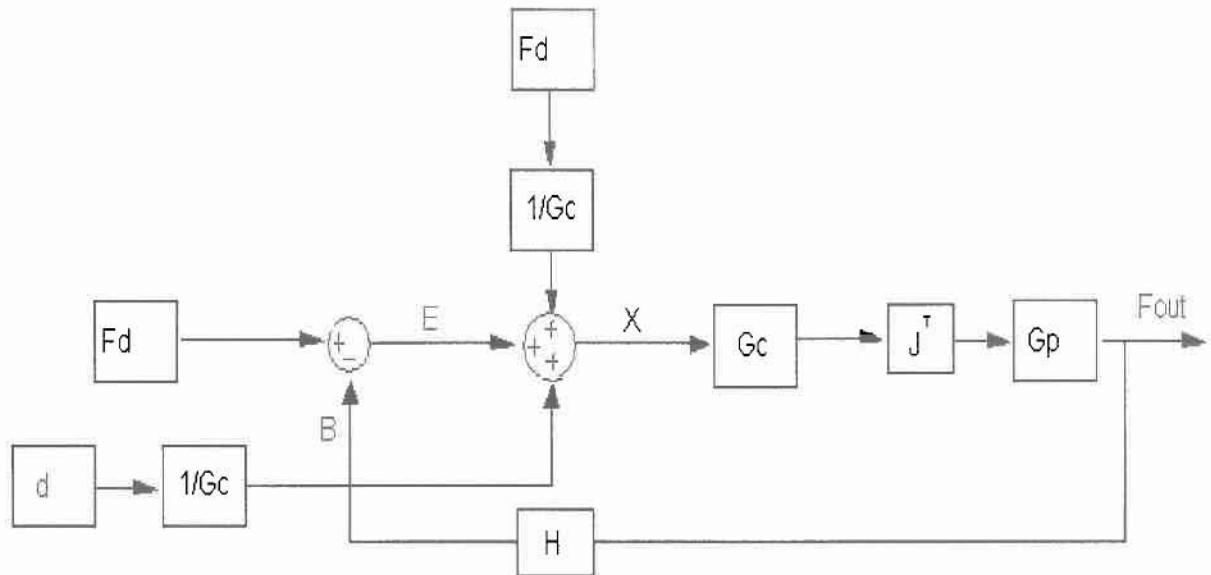 Fd
1/Gc
Fd
+
−
E
+
+
+
X
Gc
J^T
Gp
Fout
B
d
1/Gc
H